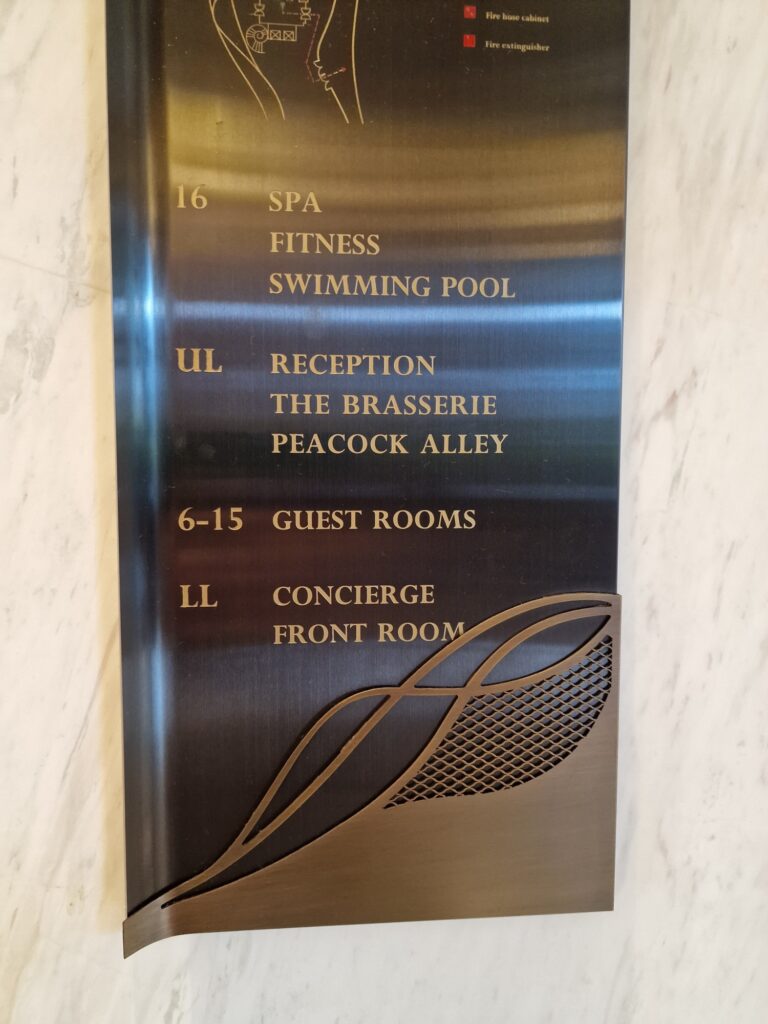 Fire hose cabinet
Fire extinguisher
16 SPA
FITNESS
SWIMMING POOL
UL RECEPTION
THE BRASSERIE
PEACOCK ALLEY
6-15 GUEST ROOMS
LL CONCIERGE
FRONT ROOM